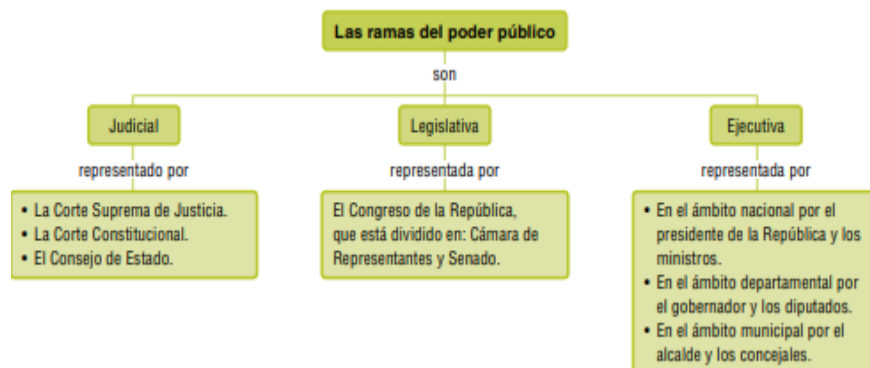 Las ramas del poder público
son
Judicial
Legislativa
Ejecutiva
representado por
representada por
representada por
• La Corte Suprema de Justicia.
• La Corte Constitucional.
• El Consejo de Estado.
El Congreso de la República,
que está dividido en: Cámara de
Representantes y Senado.
• En el ámbito nacional por el
presidente de la República y los
ministros.
• En el ámbito departamental por
el gobernador y los diputados.
• En el ámbito municipal por el
alcalde y los concejales.